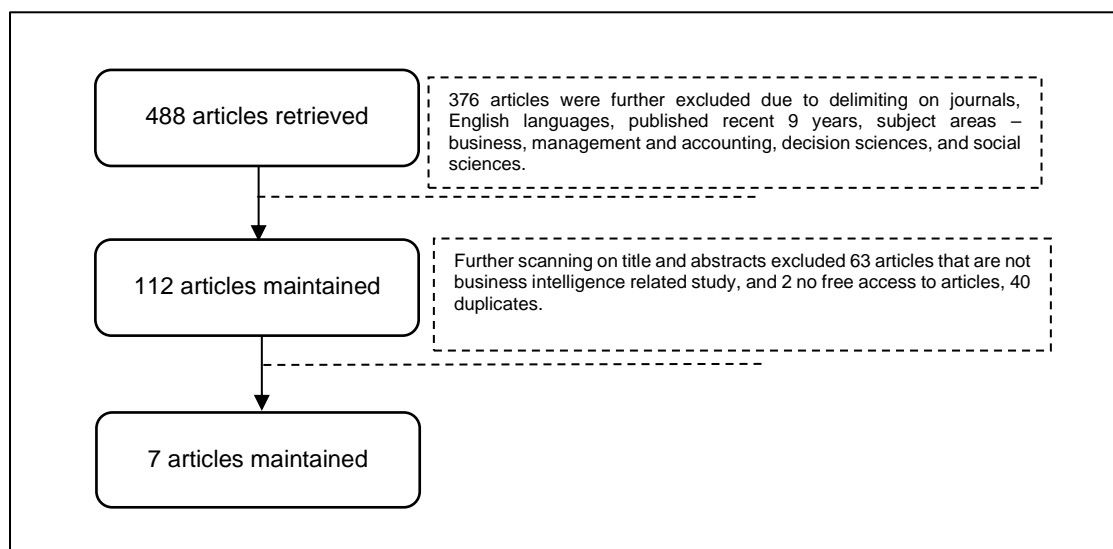 488 articles retrieved
376 articles were further excluded due to delimiting on journals,
English languages, published recent 9 years, subject areas –
business, management and accounting, decision sciences, and social
sciences.
112 articles maintained
Further scanning on title and abstracts excluded 63 articles that are not
business intelligence related study, and 2 no free access to articles, 40
duplicates.
7 articles maintained